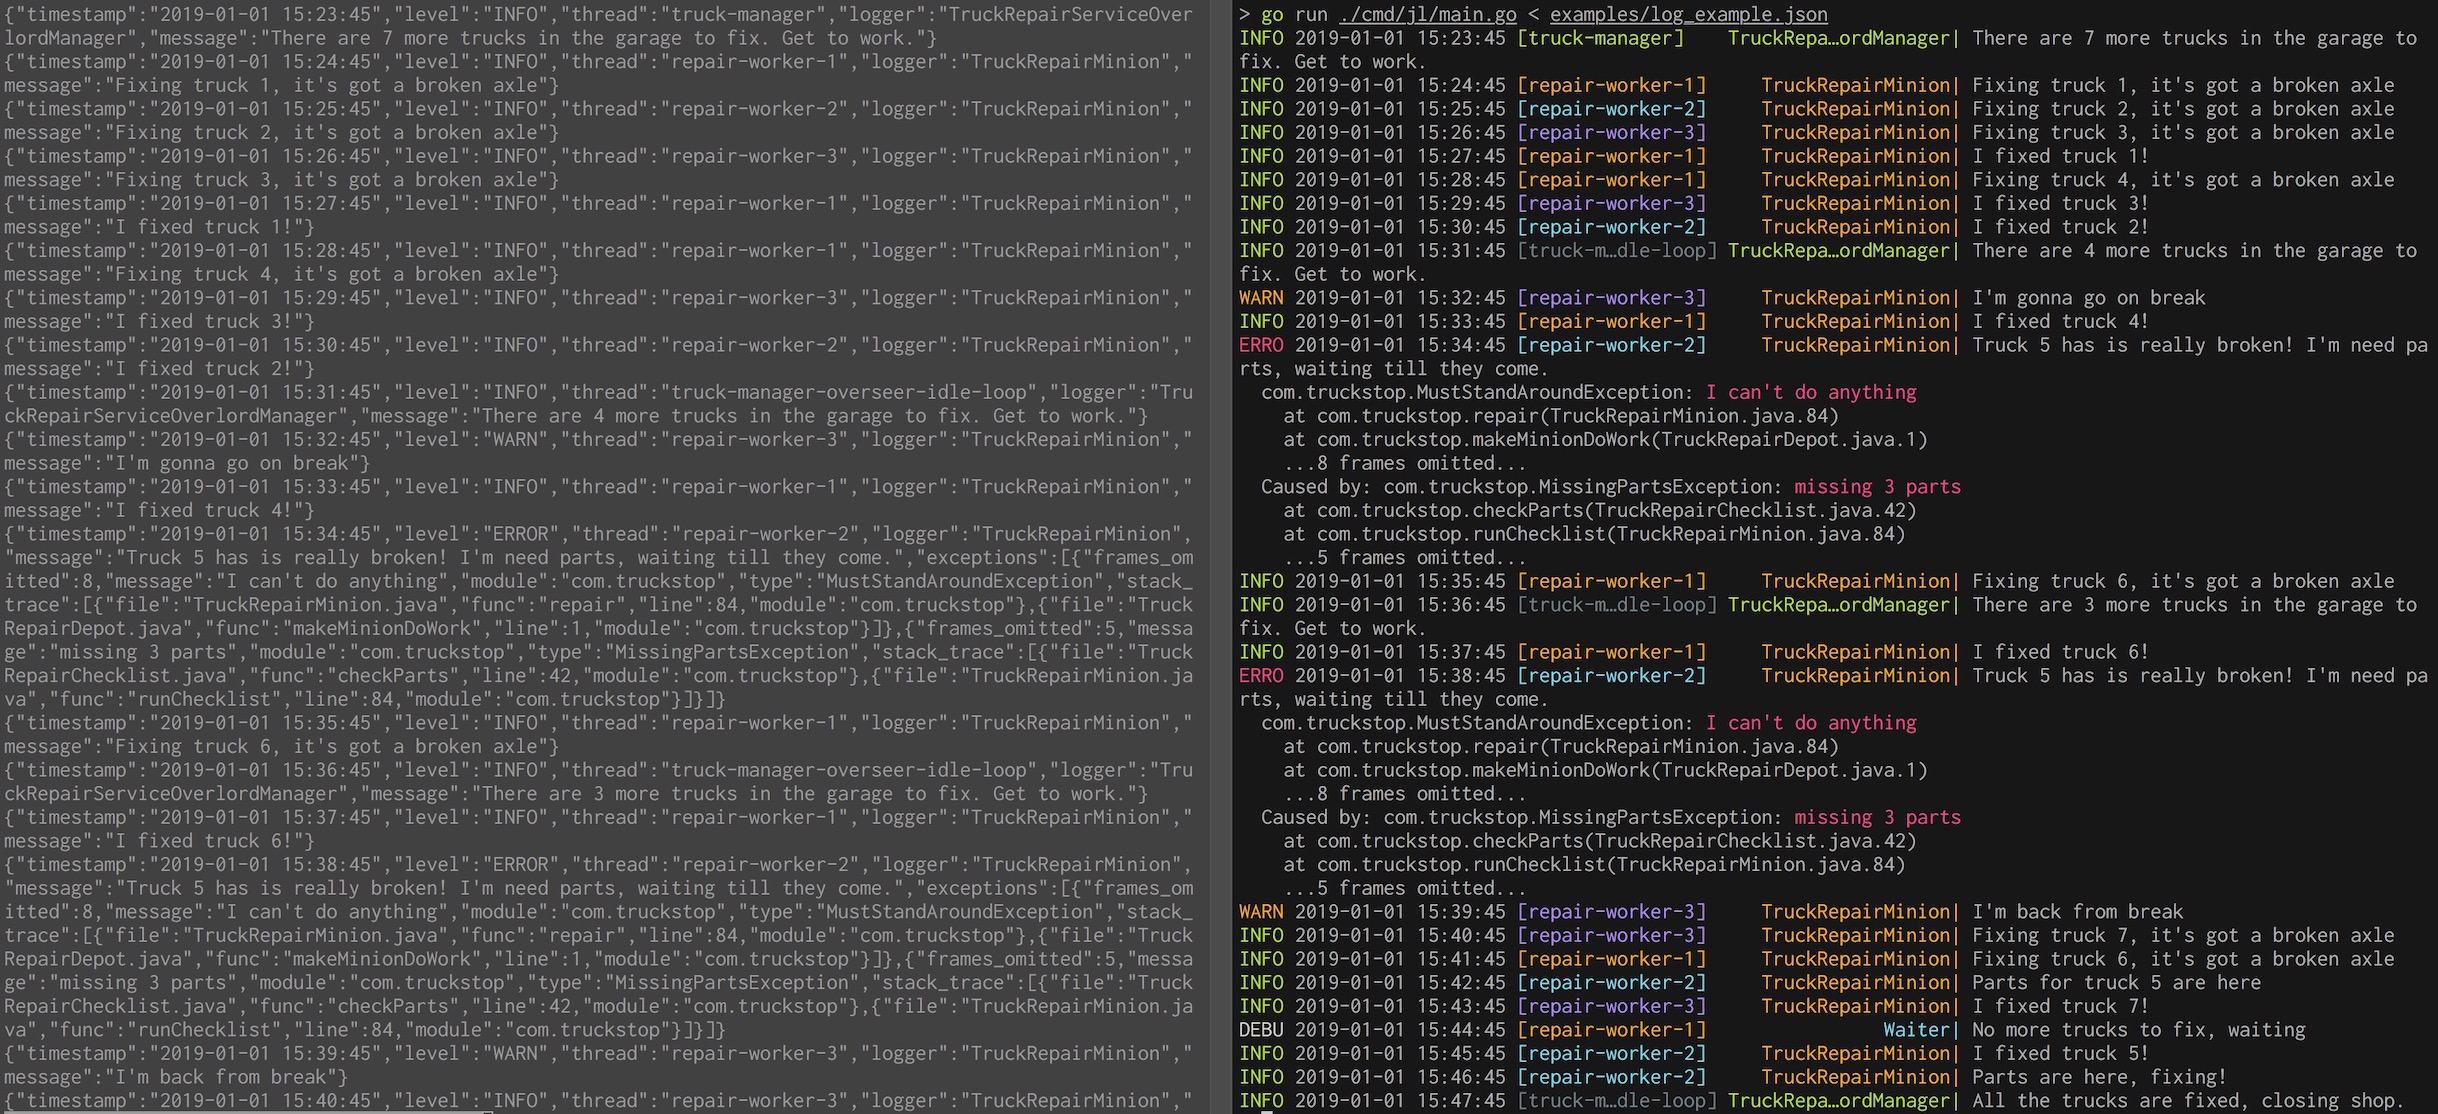 {"timestamp":"2019-01-01 15:23:45","level":"INFO","thread":"truck-manager","logger":"TruckRepairServiceOver
lordManager","message":"There are 7 more trucks in the garage to fix. Get to work."}
{"timestamp":"2019-01-01 15:24:45","level":"INFO","thread":"repair-worker-1","logger":"TruckRepairMinion","
message":"Fixing truck 1, it's got a broken axle"}
{"timestamp":"2019-01-01 15:25:45","level":"INFO","thread":"repair-worker-2","logger":"TruckRepairMinion","
message":"Fixing truck 2, it's got a broken axle"}
{"timestamp":"2019-01-01 15:26:45","level":"INFO","thread":"repair-worker-3","logger":"TruckRepairMinion","
message":"Fixing truck 3, it's got a broken axle"}
{"timestamp":"2019-01-01 15:27:45","level":"INFO","thread":"repair-worker-1","logger":"TruckRepairMinion","
message":"I fixed truck 1!"}
{"timestamp":"2019-01-01 15:28:45","level":"INFO","thread":"repair-worker-1","logger":"TruckRepairMinion","
message":"Fixing truck 4, it's got a broken axle"}
{"timestamp":"2019-01-01 15:29:45","level":"INFO","thread":"repair-worker-3","logger":"TruckRepairMinion","
message":"I fixed truck 3!"}
{"timestamp":"2019-01-01 15:30:45","level":"INFO","thread":"repair-worker-2","logger":"TruckRepairMinion","
message":"I fixed truck 2!"}
{"timestamp":"2019-01-01 15:31:45","level":"INFO","thread":"truck-manager-overseer-idle-loop","logger":"Tru
ckRepairServiceOverlordManager","message":"There are 4 more trucks in the garage to fix. Get to work."}
{"timestamp":"2019-01-01 15:32:45","level":"WARN","thread":"repair-worker-3","logger":"TruckRepairMinion","
message":"I'm gonna go on break"}
{"timestamp":"2019-01-01 15:33:45","level":"INFO","thread":"repair-worker-1","logger":"TruckRepairMinion","
message":"I fixed truck 4!"}
{"timestamp":"2019-01-01 15:34:45","level":"ERROR","thread":"repair-worker-2","logger":"TruckRepairMinion",
"message":"Truck 5 has is really broken! I'm need parts, waiting till they come.","exceptions":[{"frames_om
itted":8,"message":"I can't do anything","module":"com.truckstop","type":"MustStandAroundException","stack_
trace":[{"file":"TruckRepairMinion.java","func":"repair","line":84,"module":"com.truckstop"},{"file":"Truck
RepairDepot.java","func":"makeMinionDoWork","line":1,"module":"com.truckstop"}]},{"frames_omitted":5,"messa
ge":"missing 3 parts","module":"com.truckstop","type":"MissingPartsException","stack_trace":[{"file":"Truck
RepairChecklist.java","func":"checkParts","line":42,"module":"com.truckstop"},{"file":"TruckRepairMinion.ja
va","func":"runChecklist","line":84,"module":"com.truckstop"}]}]}
{"timestamp":"2019-01-01 15:35:45","level":"INFO","thread":"repair-worker-1","logger":"TruckRepairMinion","
message":"Fixing truck 6, it's got a broken axle"}
{"timestamp":"2019-01-01 15:36:45","level":"INFO","thread":"truck-manager-overseer-idle-loop","logger":"Tru
ckRepairServiceOverlordManager","message":"There are 3 more trucks in the garage to fix. Get to work."}
{"timestamp":"2019-01-01 15:37:45","level":"INFO","thread":"repair-worker-1","logger":"TruckRepairMinion","
message":"I fixed truck 6!"}
{"timestamp":"2019-01-01 15:38:45","level":"ERROR","thread":"repair-worker-2","logger":"TruckRepairMinion",
"message":"Truck 5 has is really broken! I'm need parts, waiting till they come.","exceptions":[{"frames_om
itted":8,"message":"I can't do anything","module":"com.truckstop","type":"MustStandAroundException","stack_
trace":[{"file":"TruckRepairMinion.java","func":"repair","line":84,"module":"com.truckstop"},{"file":"Truck
RepairDepot.java","func":"makeMinionDoWork","line":1,"module":"com.truckstop"}]},{"frames_omitted":5,"messa
ge":"missing 3 parts","module":"com.truckstop","type":"MissingPartsException","stack_trace":[{"file":"Truck
RepairChecklist.java","func":"checkParts","line":42,"module":"com.truckstop"},{"file":"TruckRepairMinion.ja
va","func":"runChecklist","line":84,"module":"com.truckstop"}]}]}
{"timestamp":"2019-01-01 15:39:45","level":"WARN","thread":"repair-worker-3","logger":"TruckRepairMinion","
message":"I'm back from break"}
{"timestamp":"2019-01-01 15:40:45","level":"INFO","thread":"repair-worker-3","logger":"TruckRepairMinion","
> go run ./cmd/jl/main.go < examples/log_example.json
INFO 2019-01-01 15:23:45 [truck-manager]    TruckRepa…ordManager| There are 7 more trucks in the garage to
fix. Get to work.
INFO 2019-01-01 15:24:45 [repair-worker-1]     TruckRepairMinion| Fixing truck 1, it's got a broken axle
INFO 2019-01-01 15:25:45 [repair-worker-2]     TruckRepairMinion| Fixing truck 2, it's got a broken axle
INFO 2019-01-01 15:26:45 [repair-worker-3]     TruckRepairMinion| Fixing truck 3, it's got a broken axle
INFO 2019-01-01 15:27:45 [repair-worker-1]     TruckRepairMinion| I fixed truck 1!
INFO 2019-01-01 15:28:45 [repair-worker-1]     TruckRepairMinion| Fixing truck 4, it's got a broken axle
INFO 2019-01-01 15:29:45 [repair-worker-3]     TruckRepairMinion| I fixed truck 3!
INFO 2019-01-01 15:30:45 [repair-worker-2]     TruckRepairMinion| I fixed truck 2!
INFO 2019-01-01 15:31:45 [truck-m…dle-loop] TruckRepa…ordManager| There are 4 more trucks in the garage to
fix. Get to work.
WARN 2019-01-01 15:32:45 [repair-worker-3]     TruckRepairMinion| I'm gonna go on break
INFO 2019-01-01 15:33:45 [repair-worker-1]     TruckRepairMinion| I fixed truck 4!
ERRO 2019-01-01 15:34:45 [repair-worker-2]     TruckRepairMinion| Truck 5 has is really broken! I'm need pa
rts, waiting till they come.
  com.truckstop.MustStandAroundException: I can't do anything
    at com.truckstop.repair(TruckRepairMinion.java.84)
    at com.truckstop.makeMinionDoWork(TruckRepairDepot.java.1)
    ...8 frames omitted...
  Caused by: com.truckstop.MissingPartsException: missing 3 parts
    at com.truckstop.checkParts(TruckRepairChecklist.java.42)
    at com.truckstop.runChecklist(TruckRepairMinion.java.84)
    ...5 frames omitted...
INFO 2019-01-01 15:35:45 [repair-worker-1]     TruckRepairMinion| Fixing truck 6, it's got a broken axle
INFO 2019-01-01 15:36:45 [truck-m…dle-loop] TruckRepa…ordManager| There are 3 more trucks in the garage to
fix. Get to work.
INFO 2019-01-01 15:37:45 [repair-worker-1]     TruckRepairMinion| I fixed truck 6!
ERRO 2019-01-01 15:38:45 [repair-worker-2]     TruckRepairMinion| Truck 5 has is really broken! I'm need pa
rts, waiting till they come.
  com.truckstop.MustStandAroundException: I can't do anything
    at com.truckstop.repair(TruckRepairMinion.java.84)
    at com.truckstop.makeMinionDoWork(TruckRepairDepot.java.1)
    ...8 frames omitted...
  Caused by: com.truckstop.MissingPartsException: missing 3 parts
    at com.truckstop.checkParts(TruckRepairChecklist.java.42)
    at com.truckstop.runChecklist(TruckRepairMinion.java.84)
    ...5 frames omitted...
WARN 2019-01-01 15:39:45 [repair-worker-3]     TruckRepairMinion| I'm back from break
INFO 2019-01-01 15:40:45 [repair-worker-3]     TruckRepairMinion| Fixing truck 7, it's got a broken axle
INFO 2019-01-01 15:41:45 [repair-worker-1]     TruckRepairMinion| Fixing truck 6, it's got a broken axle
INFO 2019-01-01 15:42:45 [repair-worker-2]     TruckRepairMinion| Parts for truck 5 are here
INFO 2019-01-01 15:43:45 [repair-worker-3]     TruckRepairMinion| I fixed truck 7!
DEBU 2019-01-01 15:44:45 [repair-worker-1]                Waiter| No more trucks to fix, waiting
INFO 2019-01-01 15:45:45 [repair-worker-2]     TruckRepairMinion| I fixed truck 5!
INFO 2019-01-01 15:46:45 [repair-worker-2]     TruckRepairMinion| Parts are here, fixing!
INFO 2019-01-01 15:47:45 [truck-m…dle-loop] TruckRepa…ordManager| All the trucks are fixed, closing shop.